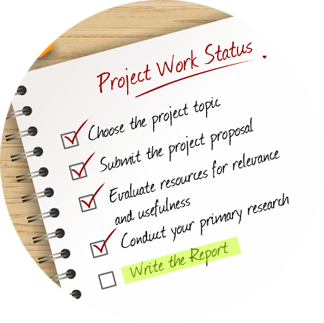 Project Work Status
Choose the project topic
Submit the project proposal
Evaluate resources for relevance
and usefulness
Conduct your primary research
Write the Report